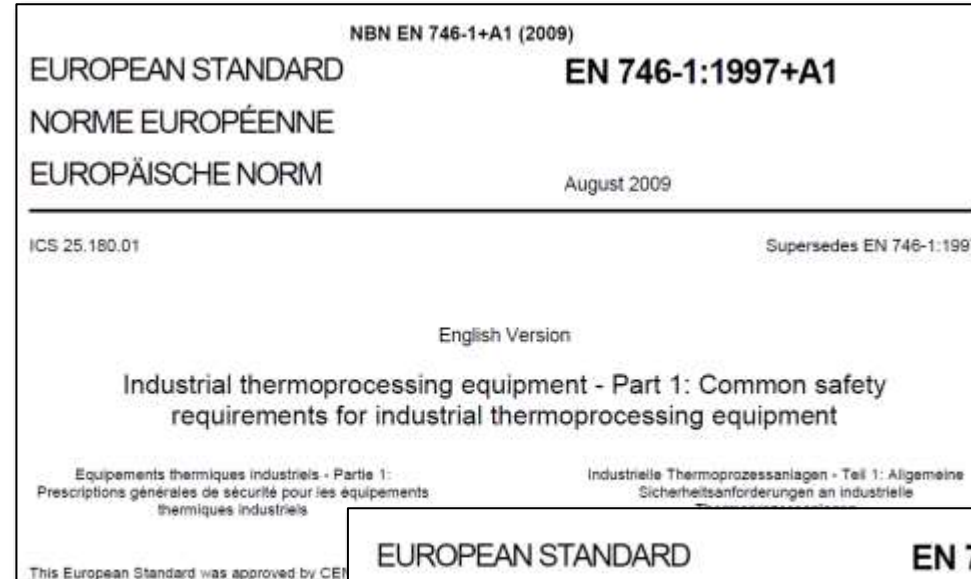 NBN EN 746-1+A1 (2009)
EUROPEAN STANDARD
EN 746-1:1997+A1
NORME EUROPÉENNE
EUROPÄISCHE NORM
August 2009
ICS 25.180.01
Supersedes EN 746-1:199
English Version
Industrial thermoprocessing equipment - Part 1: Common safety
requirements for industrial thermoprocessing equipment
Equipements thermiques industriels - Partie 1:
Prescriptions générales de sécurité pour les équipements
thermiques industriels
Industrielle Thermoprozessanlagen - Teil 1: Allgemeine
Sicherheitsanforderungen an industrielle
This European Standard was approved by CEN
EUROPEAN STANDARD
EN 7